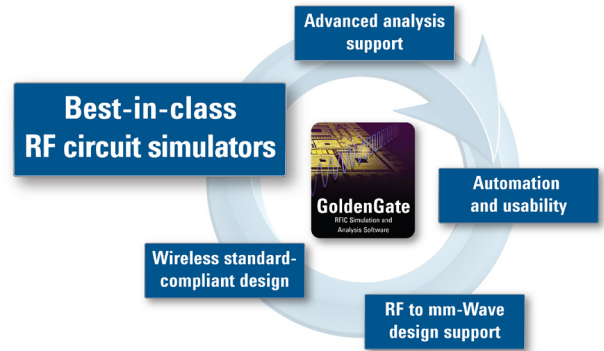 Advanced analysis
support
Best-in-class
RF circuit simulators
GoldenGate
RFIC Simulation and
Analysis Software
Automation
and usability
Wireless standard-
compliant design
RF to mm-Wave
design support